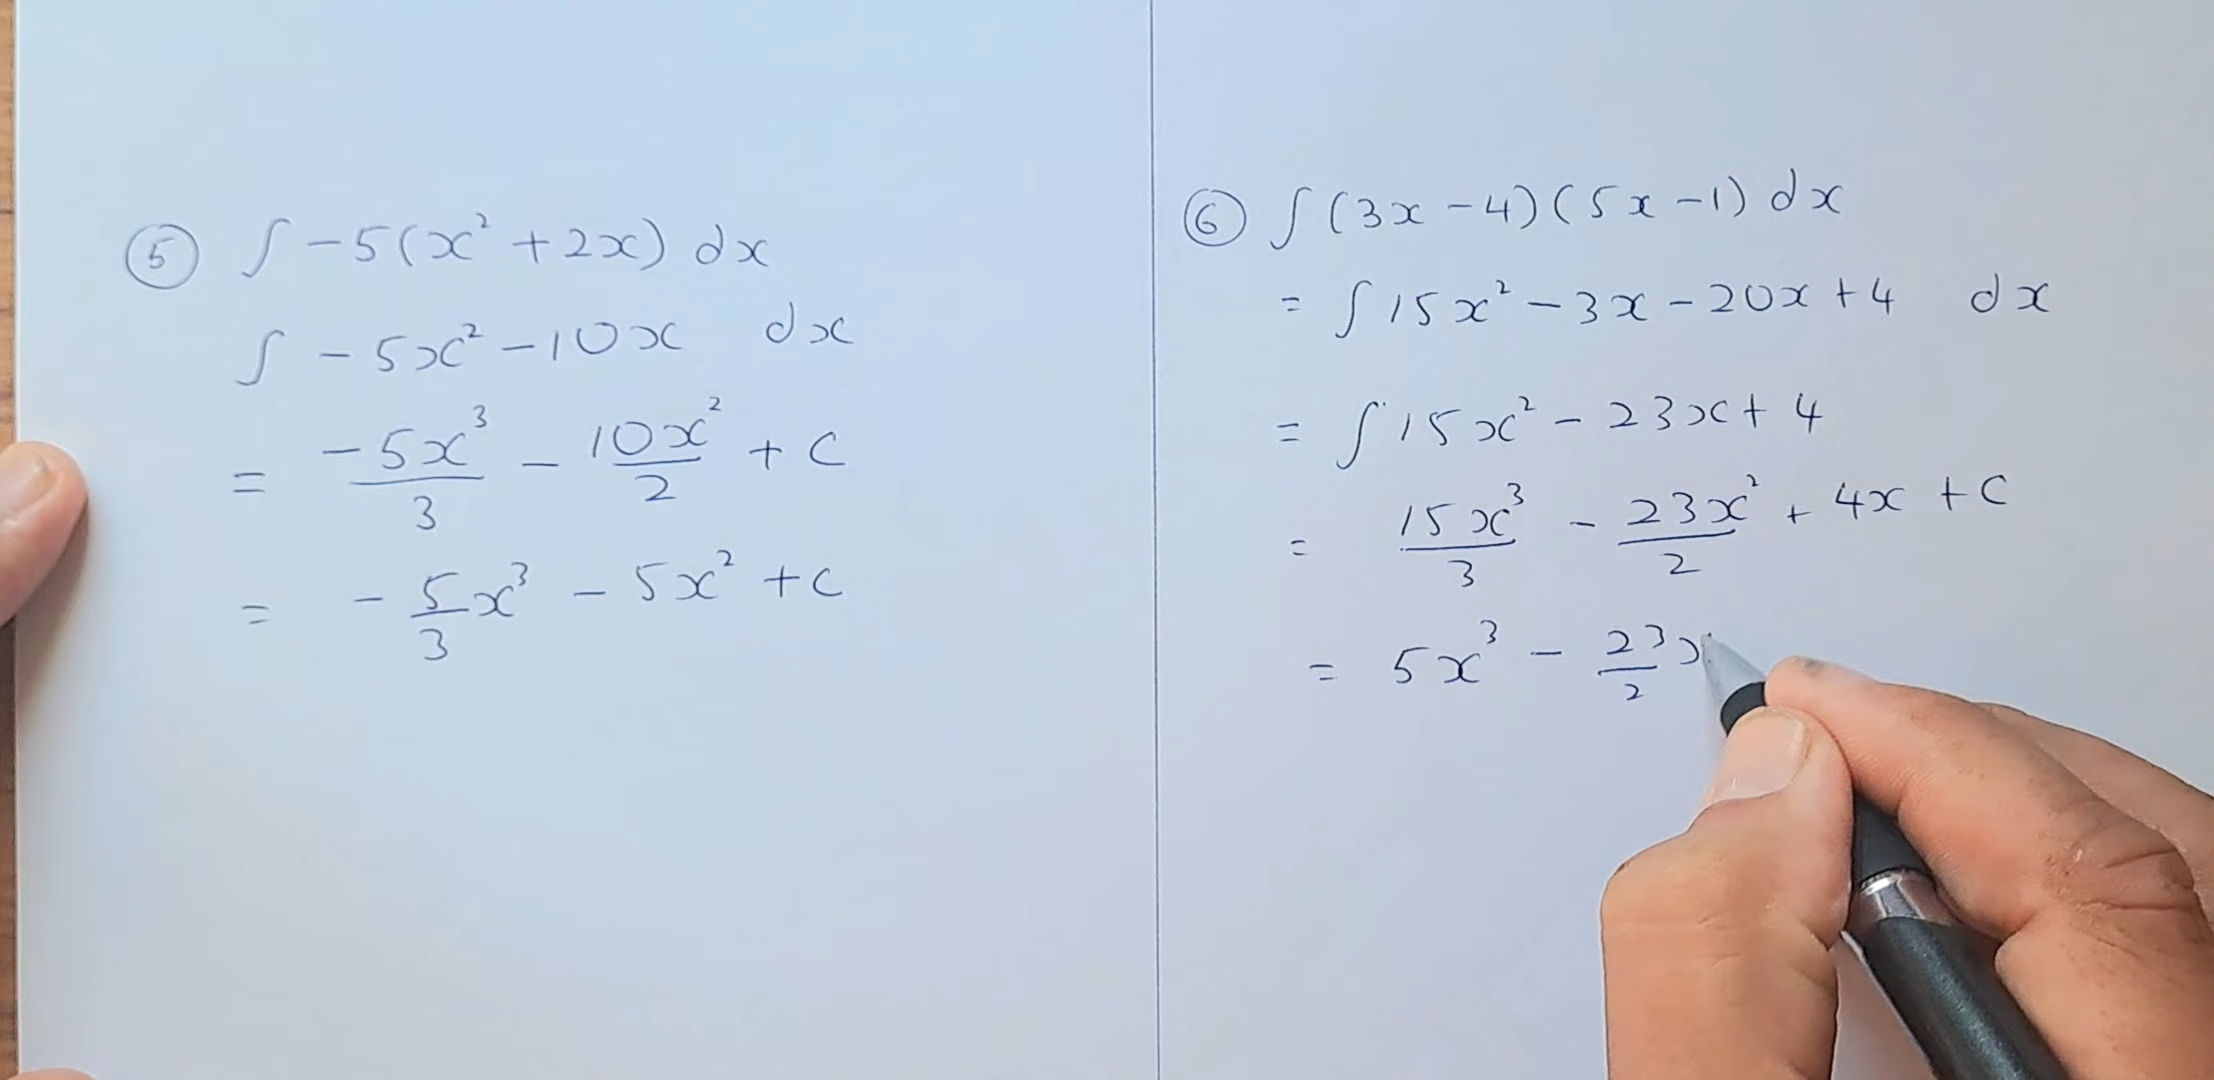 ⑤ ∫ -5(x² + 2x) dx
∫ -5x² - 10x dx
= -5x³/3 - 10x²/2 + c
= - 5/3 x³ - 5x² + c
⑥ ∫ (3x - 4)(5x - 1) dx
= ∫ 15x² - 3x - 20x + 4 dx
= ∫ 15x² - 23x + 4
= 15x³/3 - 23x²/2 + 4x + c
= 5x³ - 23/2 x